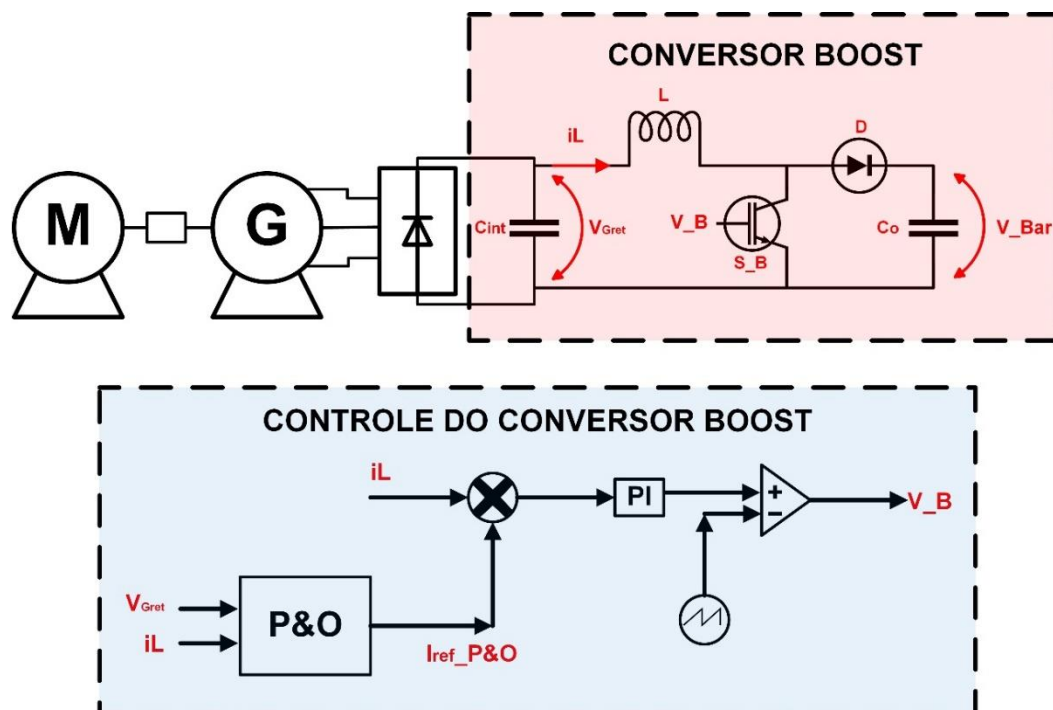 CONVERSOR BOOST
L
D
iL
M
G
Cint
VGret
V_B
S_B
Co
V_Bar
CONTROLE DO CONVERSOR BOOST
iL
PI
+
-
V_B
VGret
iL
P&O
Iref_P&O